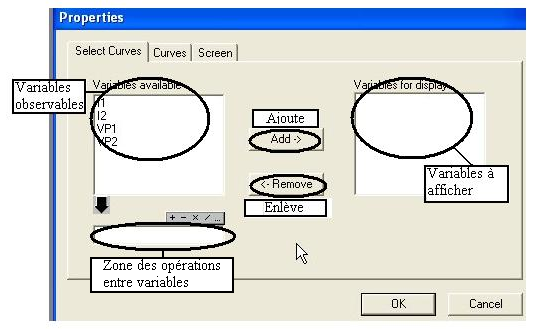 Properties
Select Curves
Curves
Screen
Variables
observables
Variables available
I1
I2
VP1
VP2
Ajoute
Add ->
<- Remove
Enlève
Variables for display
Variables à
afficher
+ - × / ...
Zone des opérations
entre variables
OK
Cancel